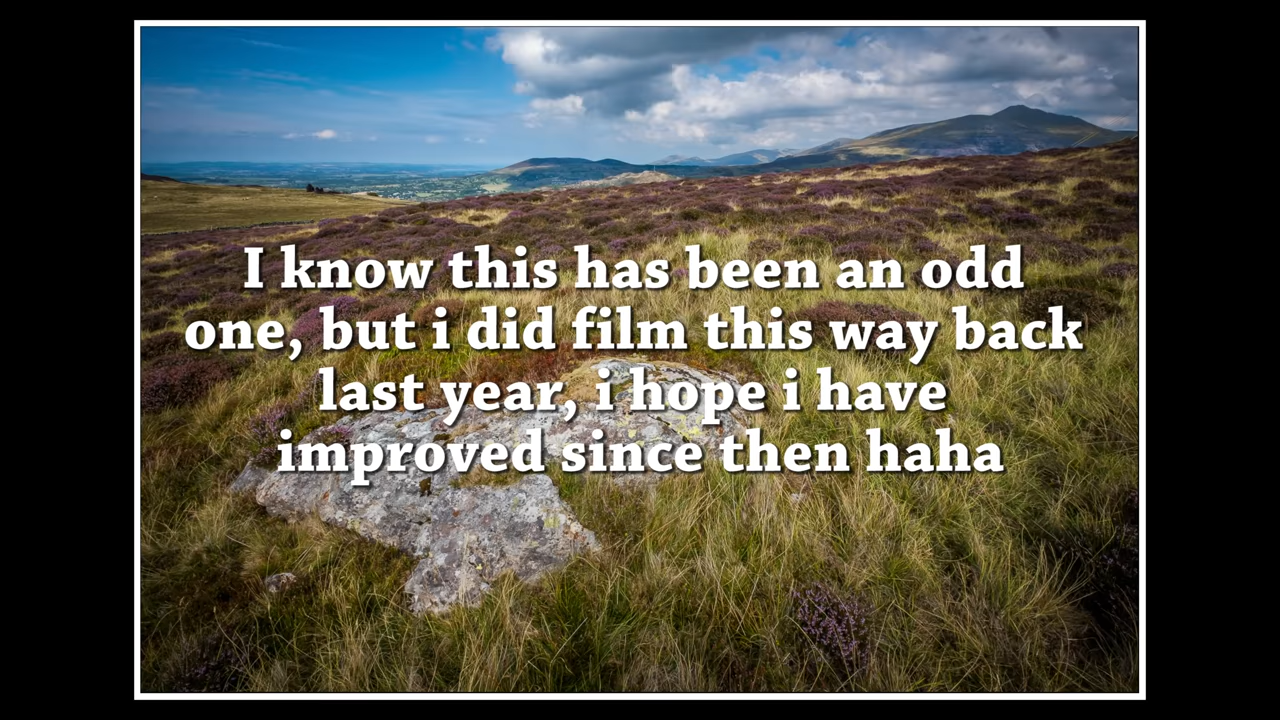 I know this has been an odd
one, but i did film this way back
last year, i hope i have
improved since then haha